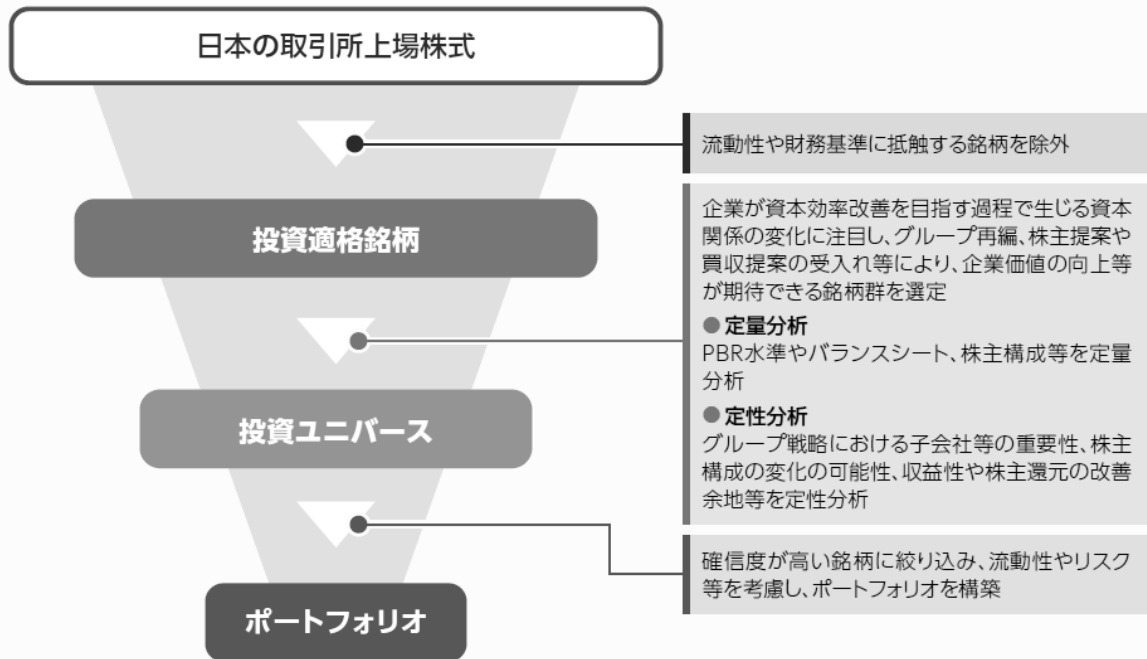 日本の取引所上場株式
流動性や財務基準に抵触する銘柄を除外
投資適格銘柄
企業が資本効率改善を目指す過程で生じる資本
関係の変化に注目し、グループ再編、株主提案や
買収提案の受入れ等により、企業価値の向上等
が期待できる銘柄群を選定
●定量分析
PBR水準やバランスシート、株主構成等を定量
分析
●定性分析
グループ戦略における子会社等の重要性、株主
構成の変化の可能性、収益性や株主還元の改善
余地等を定性分析
投資ユニバース
確信度が高い銘柄に絞り込み、流動性やリスク
等を考慮し、ポートフォリオを構築
ポートフォリオ